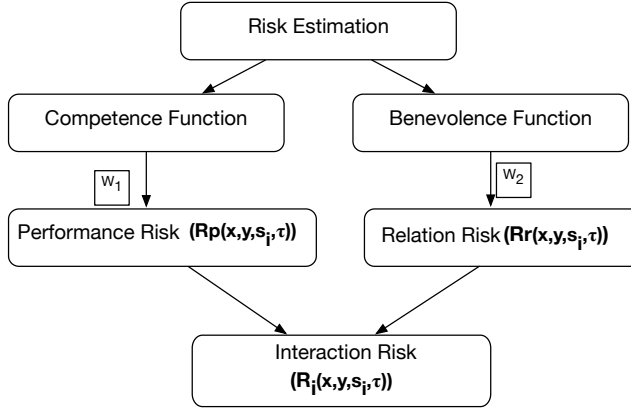 Risk Estimation
Competence Function
Benevolence Function
w1
w2
Performance Risk (Rp(x,y,si,τ))
Relation Risk (Rr(x,y,si,τ))
Interaction Risk
(Ri(x,y,si,τ))